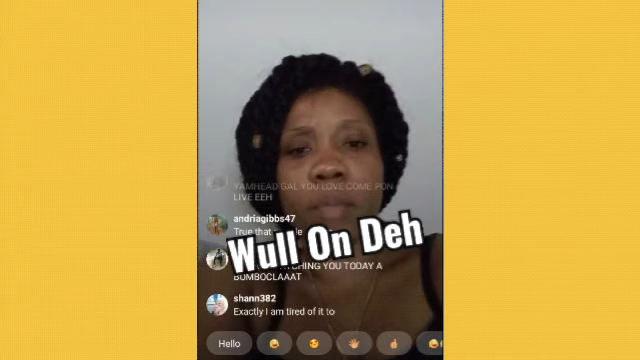 YAMHEAD GAL YOU LOVE COME PON
LIVE EEH
andriagibbs47
True that
Wull On Deh
CHING YOU TODAY A
BUMBOCLAAAT
shann382
Exactly I am tired of it to
Hello